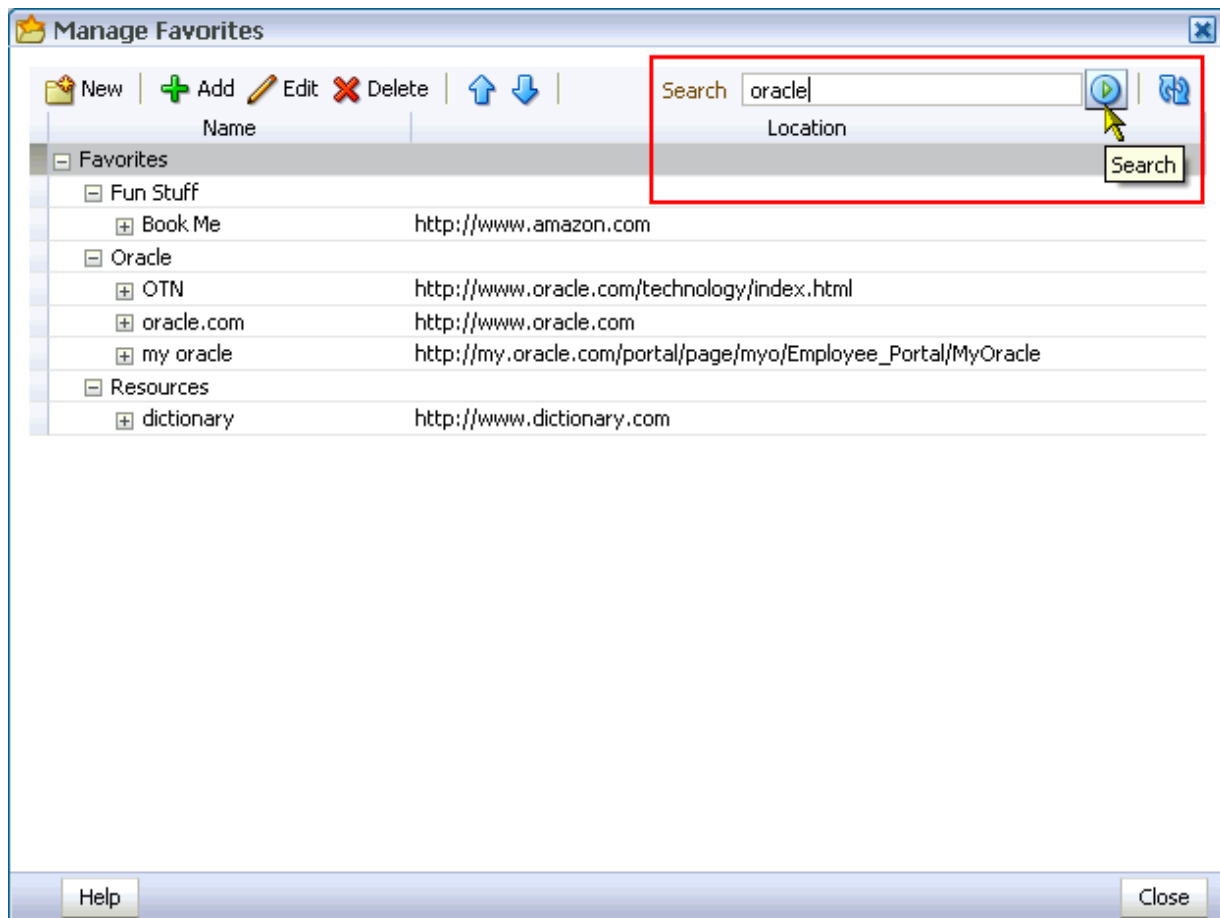 Manage Favorites
New Add Edit Delete Search oracle
Name Location
Search
Favorites
Fun Stuff
Book Me http://www.amazon.com
Oracle
OTN http://www.oracle.com/technology/index.html
oracle.com http://www.oracle.com
my oracle http://my.oracle.com/portal/page/myo/Employee_Portal/MyOracle
Resources
dictionary http://www.dictionary.com
Help Close